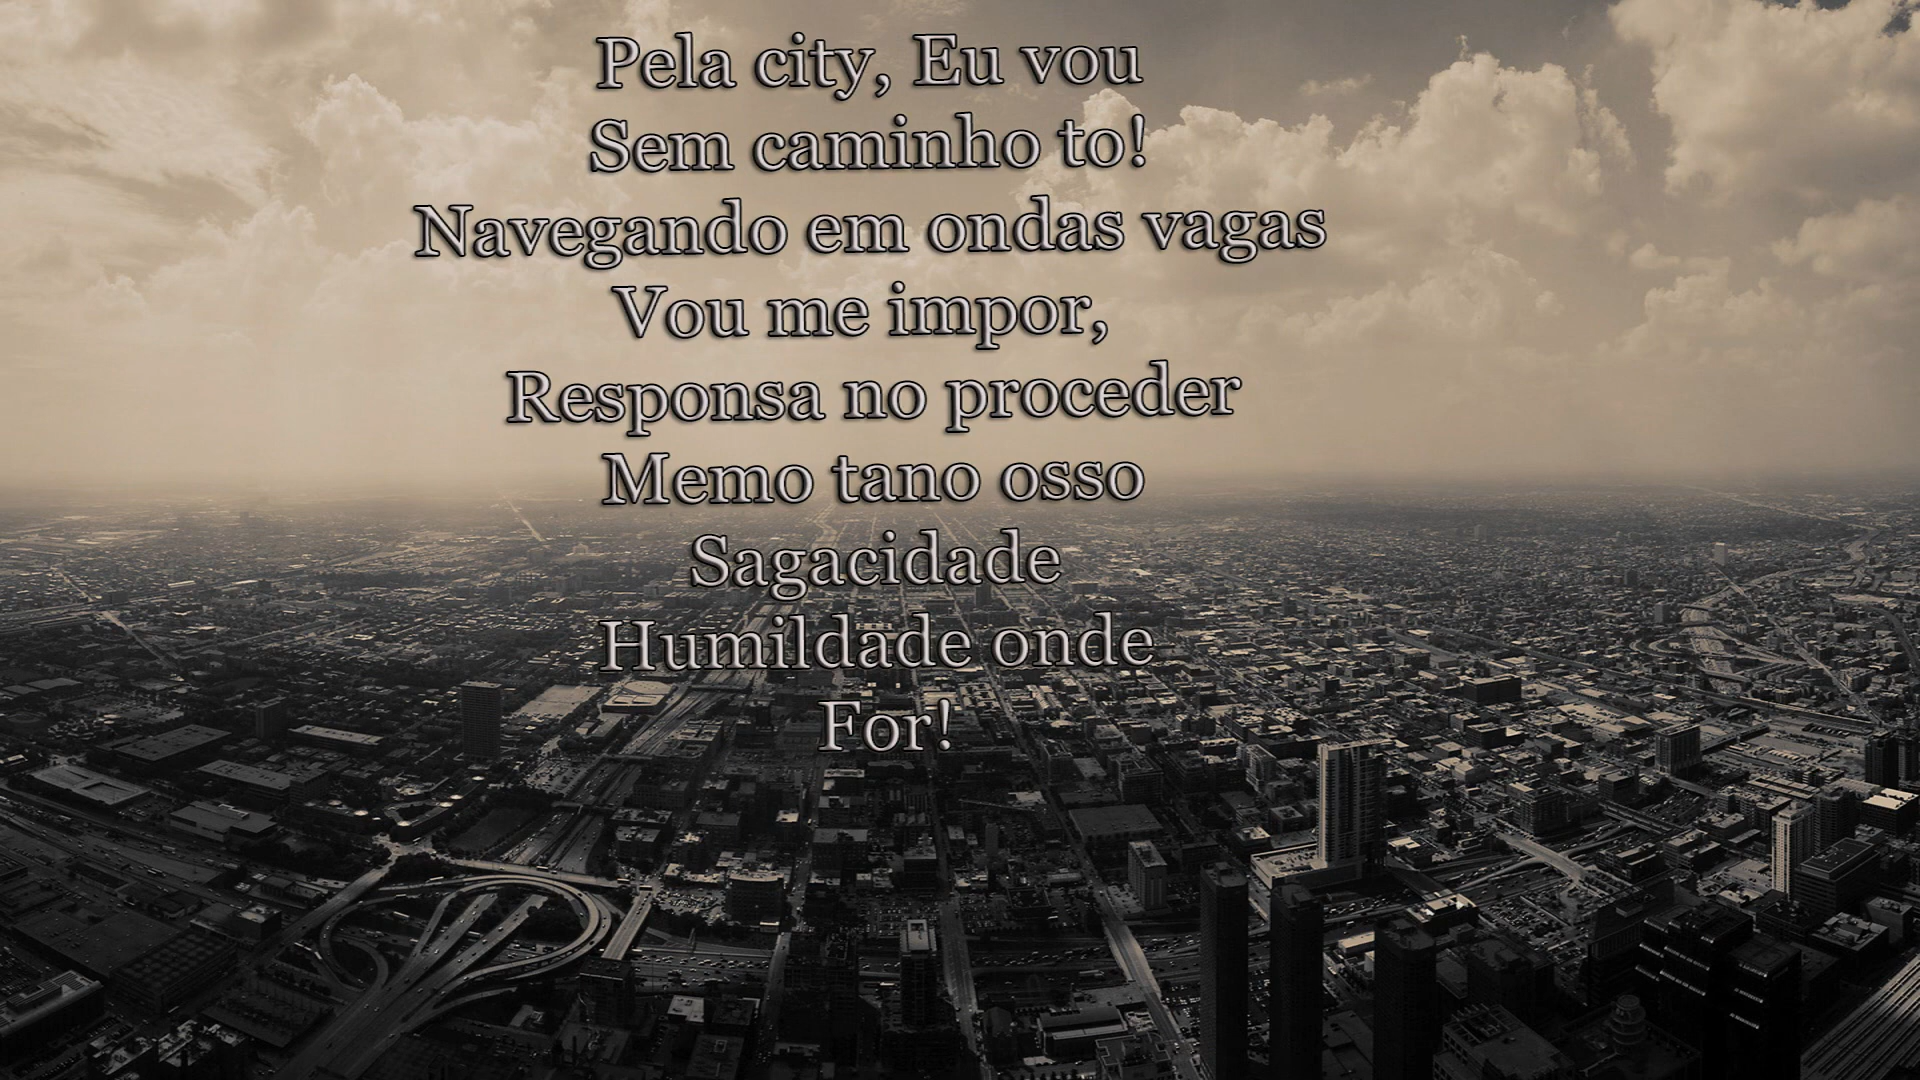 Pela city, Eu vou
Sem caminho to!
Navegando em ondas vagas
Vou me impor,
Responsa no proceder
Memo tano osso
Sagacidade
Humildade onde
For!